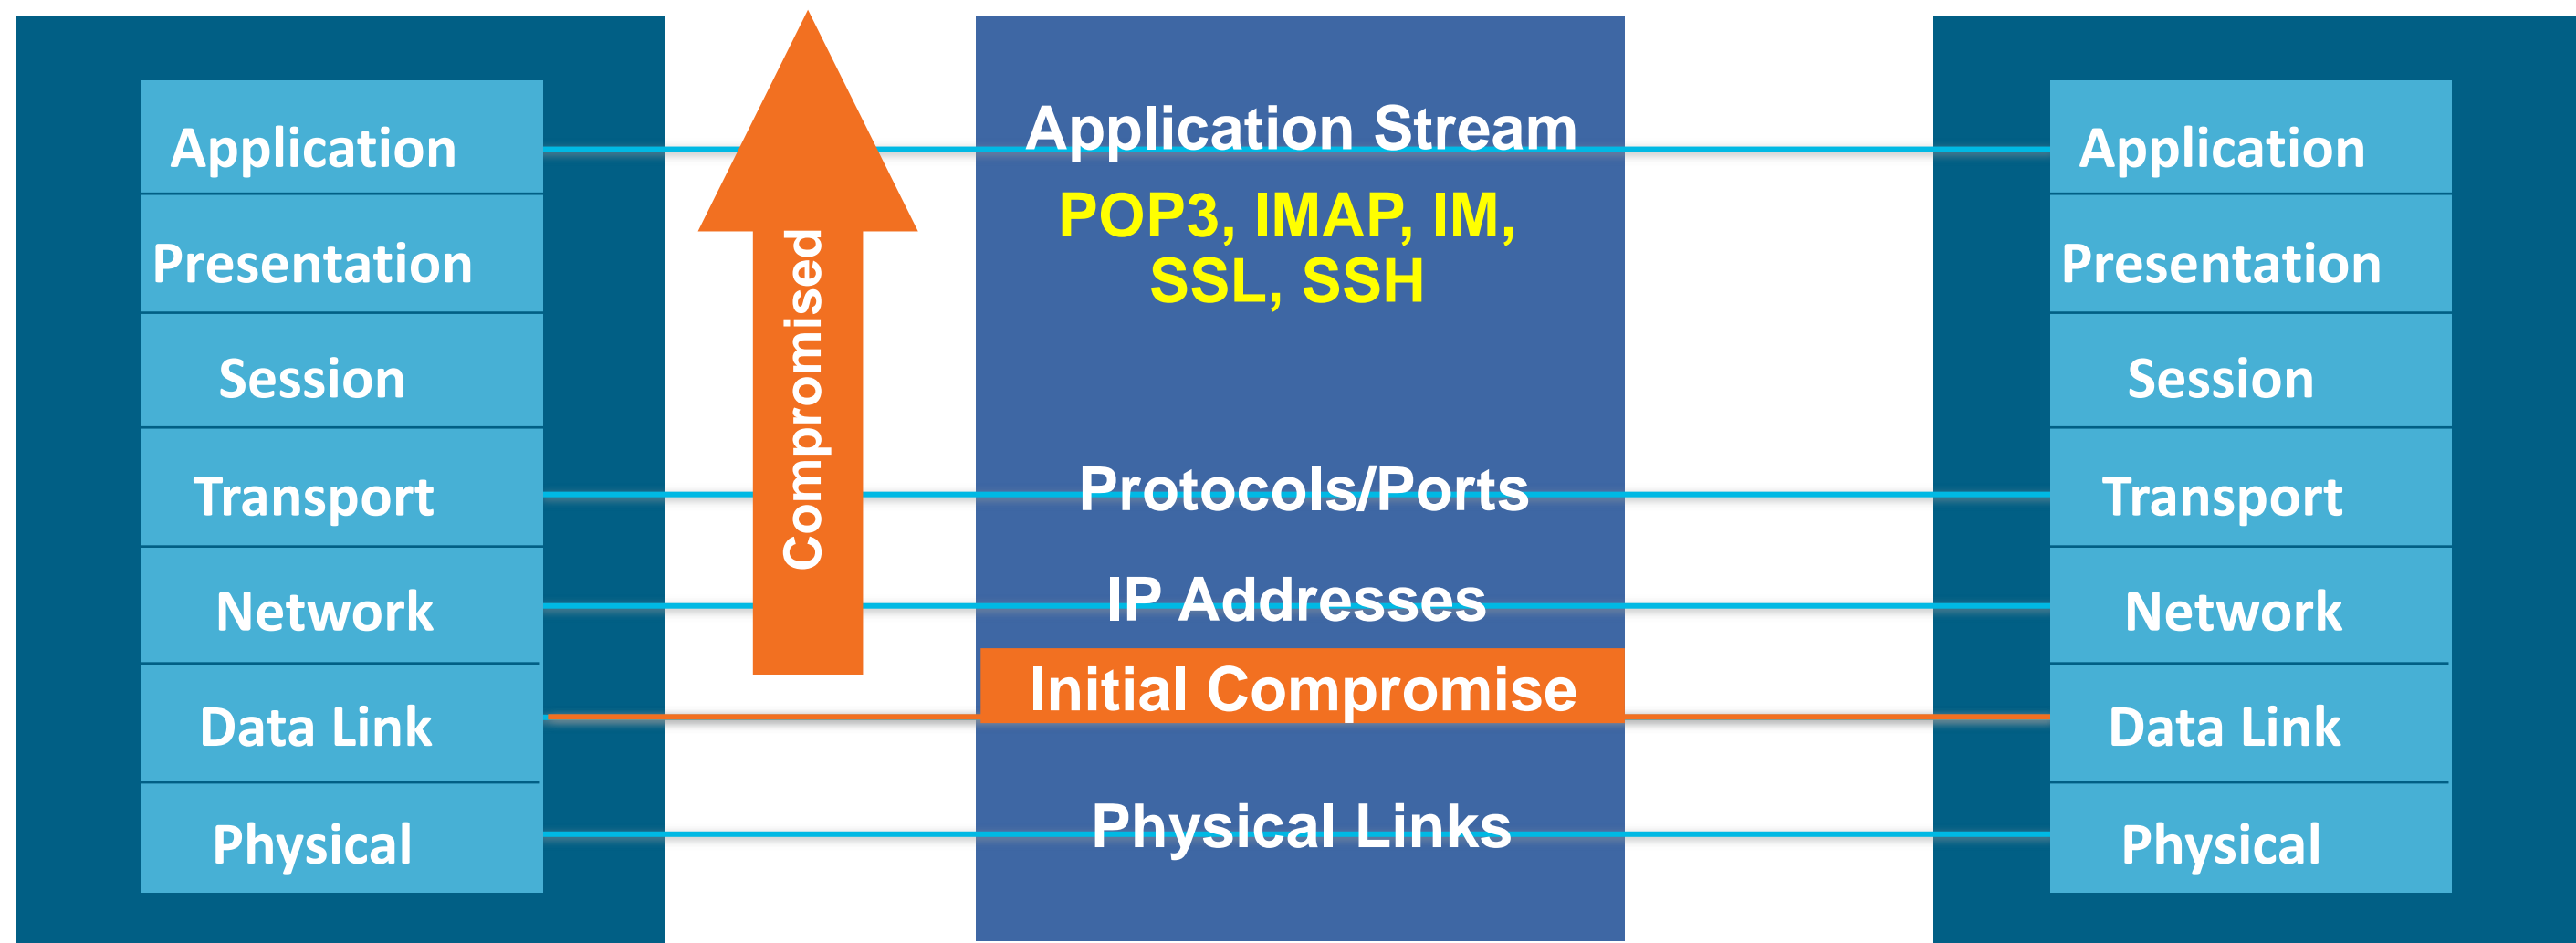 Application
Presentation
Session
Transport
Network
Data Link
Physical
Compromised
Application Stream
POP3, IMAP, IM,
SSL, SSH
Protocols/Ports
IP Addresses
Initial Compromise
Physical Links
Application
Presentation
Session
Transport
Network
Data Link
Physical